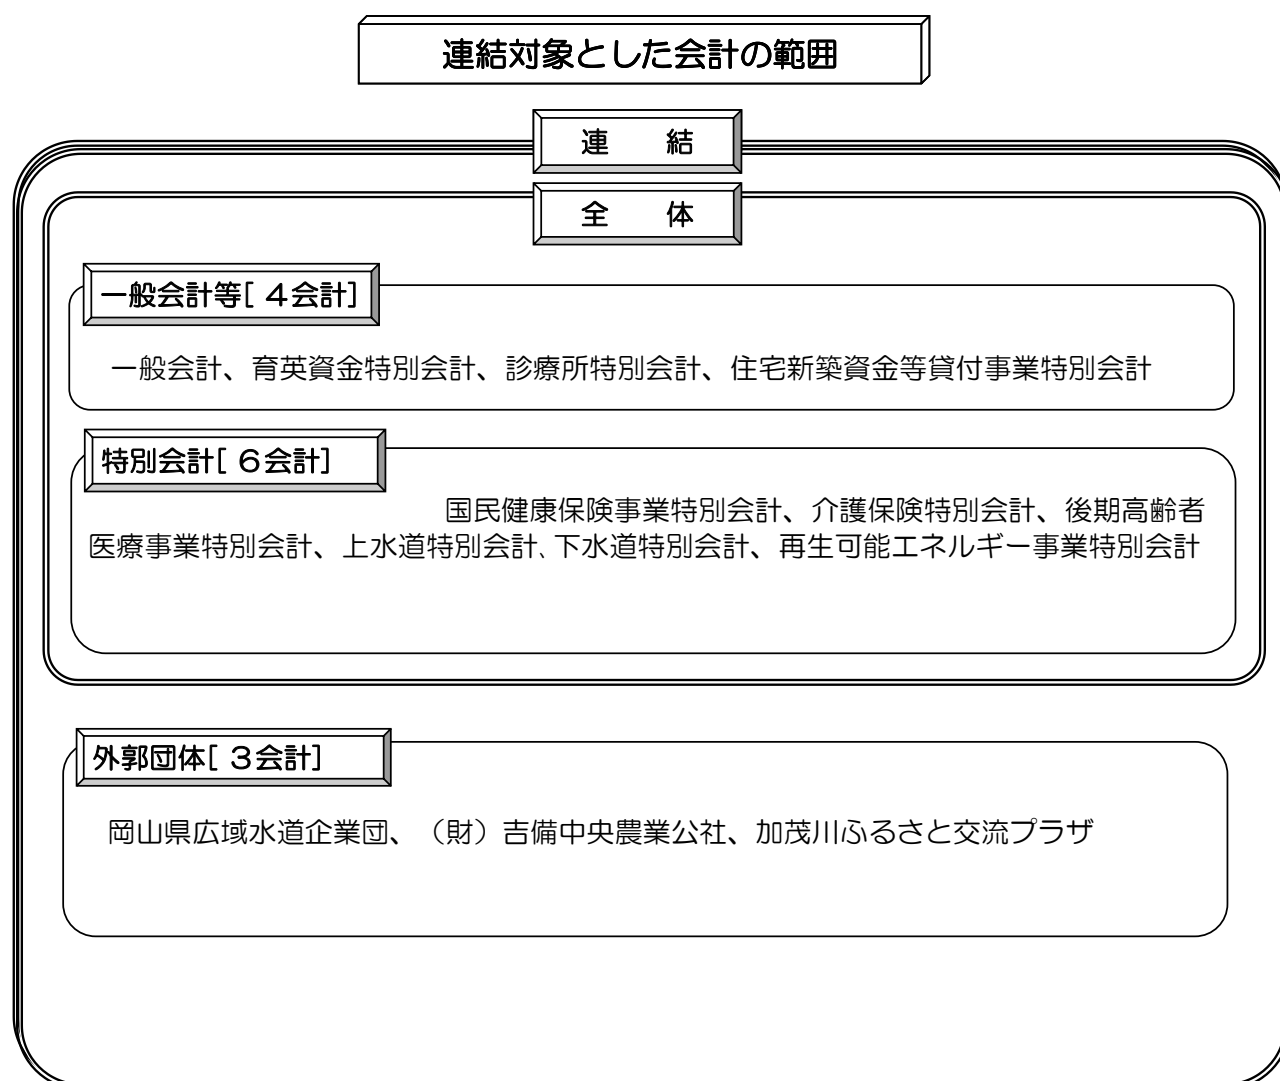 連結対象とした会計の範囲
連　　結
全　　体
一般会計等[ ４会計]
一般会計、育英資金特別会計、診療所特別会計、住宅新築資金等貸付事業特別会計
特別会計[ ６会計]
国民健康保険事業特別会計、介護保険特別会計、後期高齢者
医療事業特別会計、上水道特別会計、下水道特別会計、再生可能エネルギー事業特別会計
外郭団体[ ３会計]
岡山県広域水道企業団、（財）吉備中央農業公社、加茂川ふるさと交流プラザ